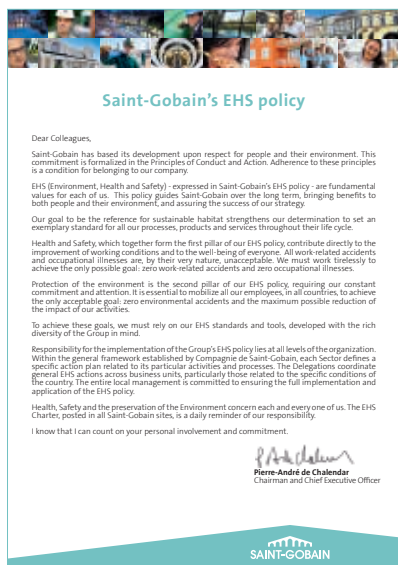 Saint-Gobain's EHS policy
Dear Colleagues,
Saint-Gobain has based its development upon respect for people and their environment. This
commitment is formalized in the Principles of Conduct and Action. Adherence to these principles
is a condition for belonging to our company.
EHS (Environment, Health and Safety) - expressed in Saint-Gobain's EHS policy - are fundamental
values for each of us. This policy guides Saint-Gobain over the long term, bringing benefits to
both people and their environment, and assuring the success of our strategy.
Our goal to be the reference for sustainable habitat strengthens our determination to set an
exemplary standard for all our processes, products and services throughout their life cycle.
Health and Safety, which together form the first pillar of our EHS policy, contribute directly to the
improvement of working conditions and to the well-being of everyone. All work-related accidents
and occupational illnesses are, by their very nature, unacceptable. We must work tirelessly to
achieve the only possible goal: zero work-related accidents and zero occupational illnesses.
Protection of the environment is the second pillar of our EHS policy, requiring our constant
commitment and attention. It is essential to mobilize all our employees, in all countries, to achieve
the only acceptable goal: zero environmental accidents and the maximum possible reduction of
the impact of our activities.
To achieve these goals, we must rely on our EHS standards and tools, developed with the rich
diversity of the Group in mind.
Responsibility for the implementation of the Group's EHS policy lies at all levels of the organization.
Within the general framework established by Compagnie de Saint-Gobain, each Sector defines a
specific action plan related to its particular activities and processes. The Delegations coordinate
general EHS actions across business units, particularly those related to the specific conditions of
the country. The entire local management is committed to ensuring the full implementation and
application of the EHS policy.
Health, Safety and the preservation of the Environment concern each and everyone of us. The EHS
Charter, posted in all Saint-Gobain sites, is a daily reminder of our responsibility.
I know that I can count on your personal involvement and commitment.
Pierre-André de Chalendar
Chairman and Chief Executive Officer
SAINT-GOBAIN